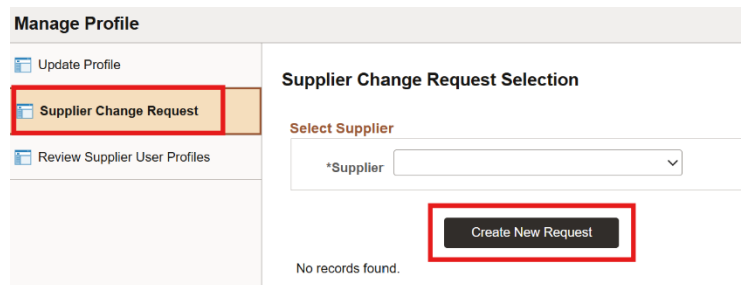 Manage Profile
Update Profile
Supplier Change Request
Review Supplier User Profiles
Supplier Change Request Selection
Select Supplier
*Supplier
Create New Request
No records found.